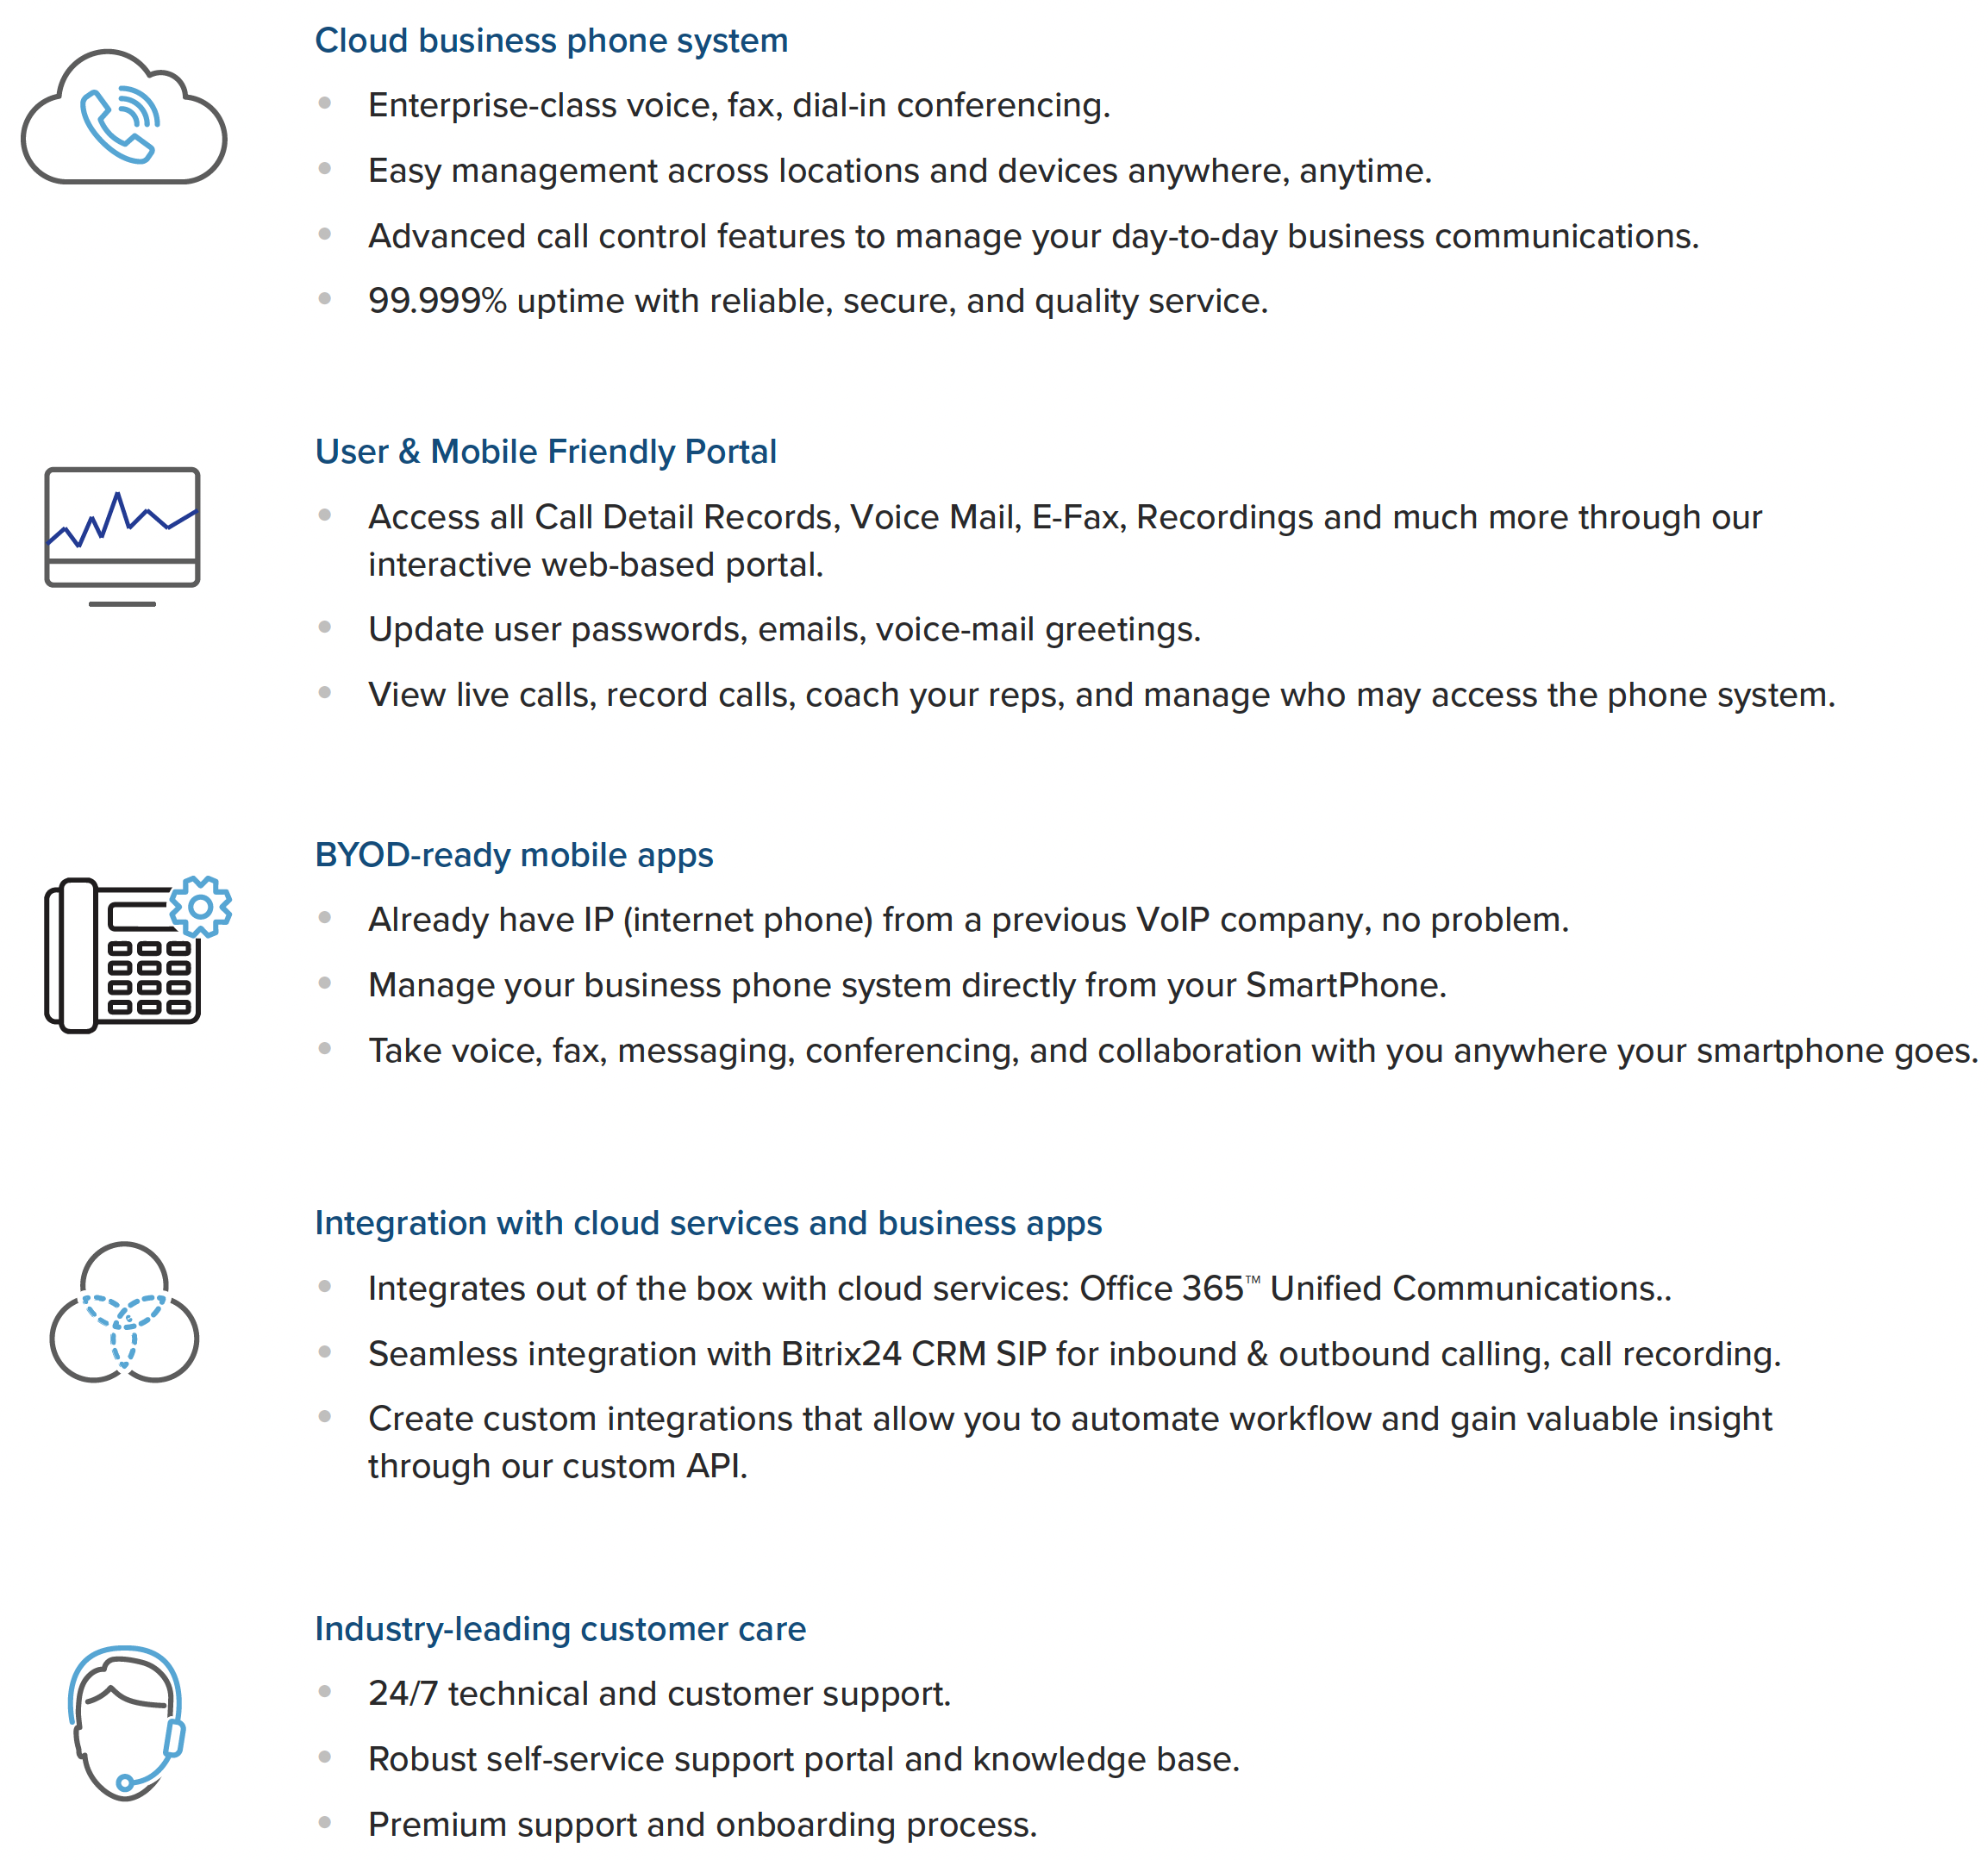 Cloud business phone system
Enterprise-class voice, fax, dial-in conferencing.
Easy management across locations and devices anywhere, anytime.
Advanced call control features to manage your day-to-day business communications.
99.999% uptime with reliable, secure, and quality service.
User & Mobile Friendly Portal
Access all Call Detail Records, Voice Mail, E-Fax, Recordings and much more through our
interactive web-based portal.
Update user passwords, emails, voice-mail greetings.
View live calls, record calls, coach your reps, and manage who may access the phone system.
BYOD-ready mobile apps
Already have IP (internet phone) from a previous VoIP company, no problem.
Manage your business phone system directly from your SmartPhone.
Take voice, fax, messaging, conferencing, and collaboration with you anywhere your smartphone goes.
Integration with cloud services and business apps
Integrates out of the box with cloud services: Office 365™ Unified Communications..
Seamless integration with Bitrix24 CRM SIP for inbound & outbound calling, call recording.
Create custom integrations that allow you to automate workflow and gain valuable insight
through our custom API.
Industry-leading customer care
24/7 technical and customer support.
Robust self-service support portal and knowledge base.
Premium support and onboarding process.